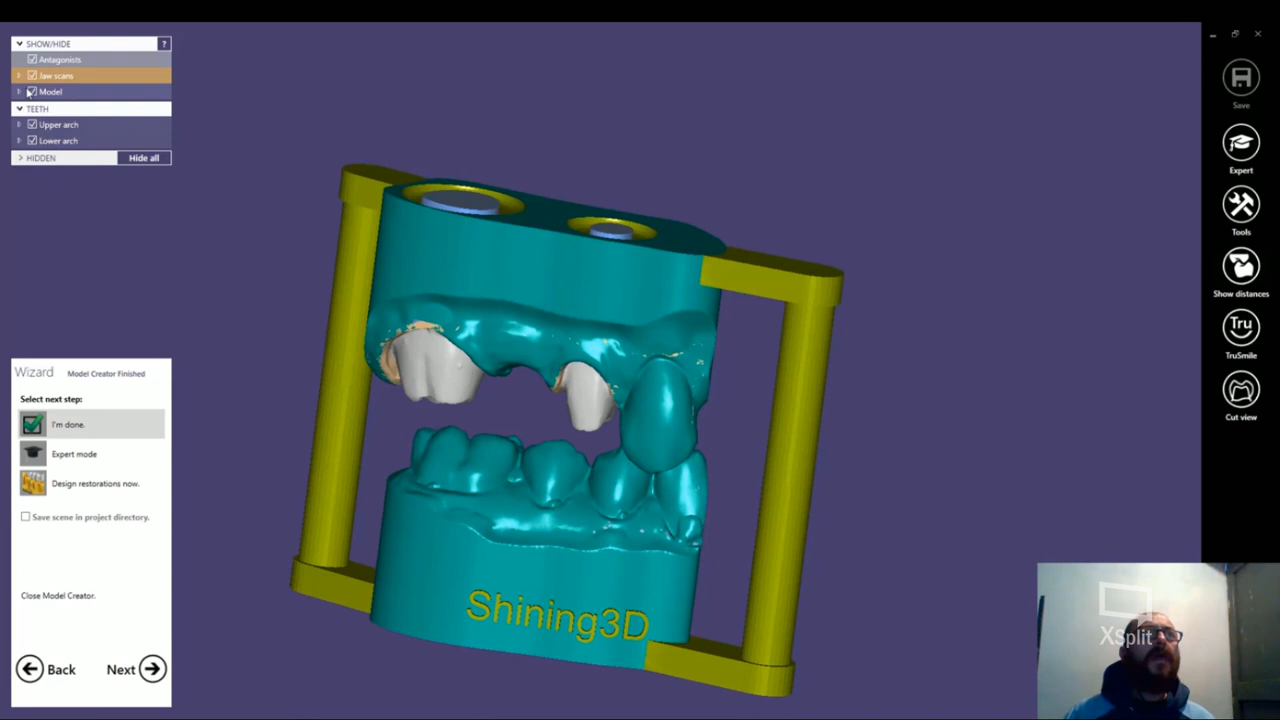 SHOW/HIDE
?
Antagonists
Jaw scans
Model
TEETH
Upper arch
Lower arch
HIDDEN
Hide all
Save
Expert
Tools
Show distances
Tru
TruSmile
Cut view
Shining3D
Wizard
Model Creator Finished
Select next step:
I'm done.
Expert mode
Design restorations now.
Save scene in project directory.
Close Model Creator.
Back
Next
XSplit